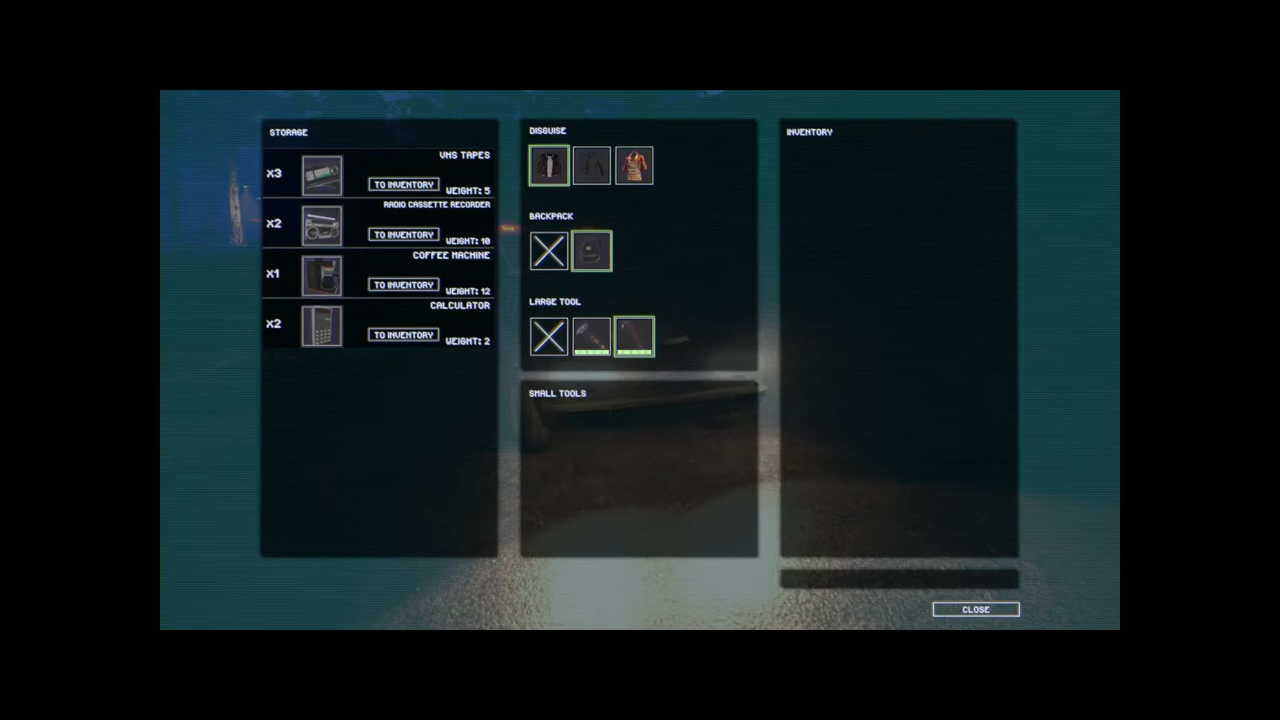 STORAGE
X3
VHS TAPES
TO INVENTORY
WEIGHT: 5
X2
RADIO CASSETTE RECORDER
TO INVENTORY
WEIGHT: 10
X1
COFFEE MACHINE
TO INVENTORY
WEIGHT: 12
X2
CALCULATOR
TO INVENTORY
WEIGHT: 2
DISGUISE
BACKPACK
LARGE TOOL
SMALL TOOLS
INVENTORY
CLOSE